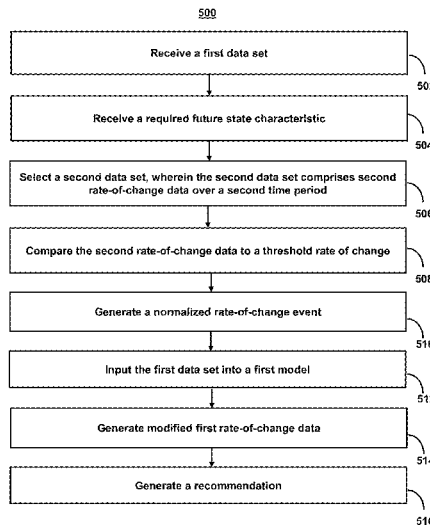 500
Receive a first data set
502
Receive a required future state characteristic
504
Select a second data set, wherein the second data set comprises second
rate-of-change data over a second time period
506
Compare the second rate-of-change data to a threshold rate of change
508
Generate a normalized rate-of-change event
510
Input the first data set into a first model
512
Generate modified first rate-of-change data
514
Generate a recommendation
516